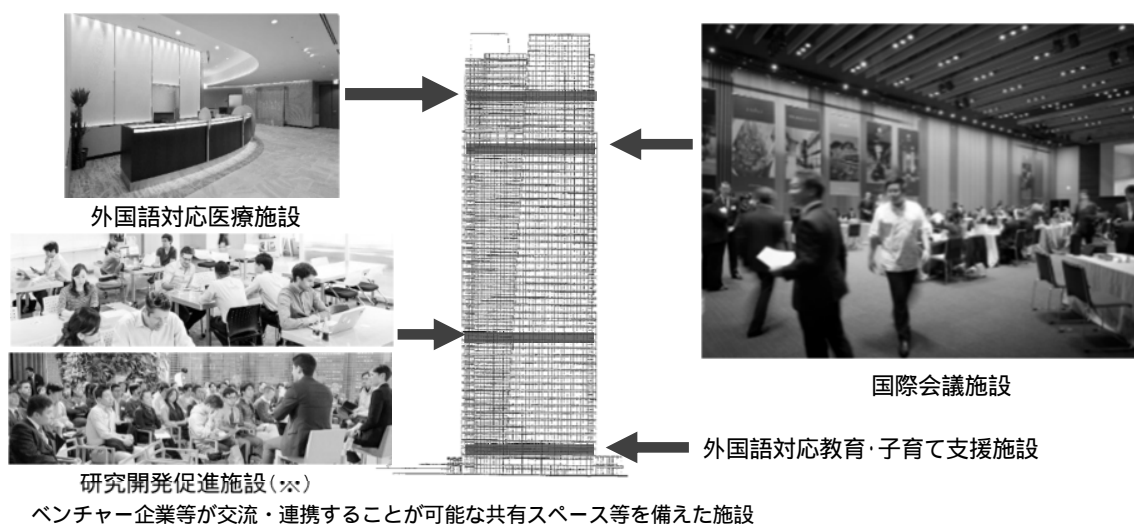 外国語対応医療施設
国際会議施設
外国語対応教育・子育て支援施設
研究開発促進施設(※)
ベンチャー企業等が交流・連携することが可能な共有スペース等を備えた施設